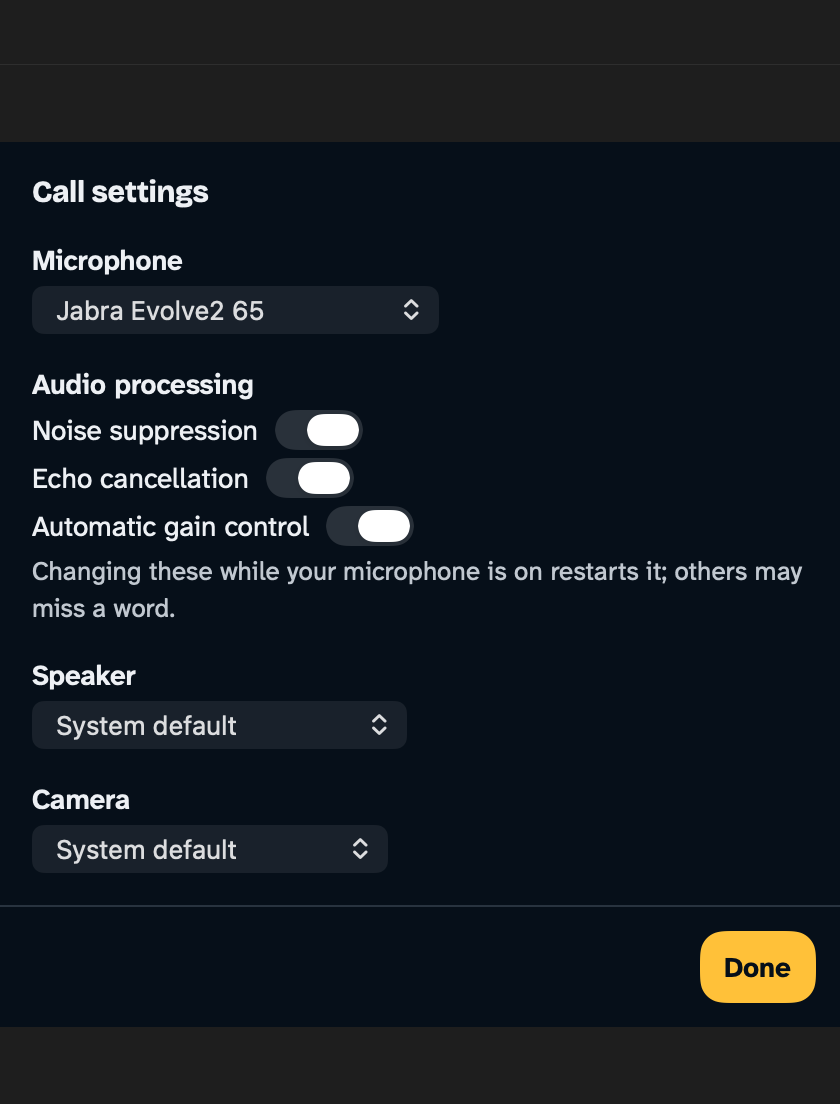 Call settings
Microphone
Jabra Evolve2 65
Audio processing
Noise suppression
Echo cancellation
Automatic gain control
Changing these while your microphone is on restarts it; others may
miss a word.
Speaker
System default
Camera
System default
Done